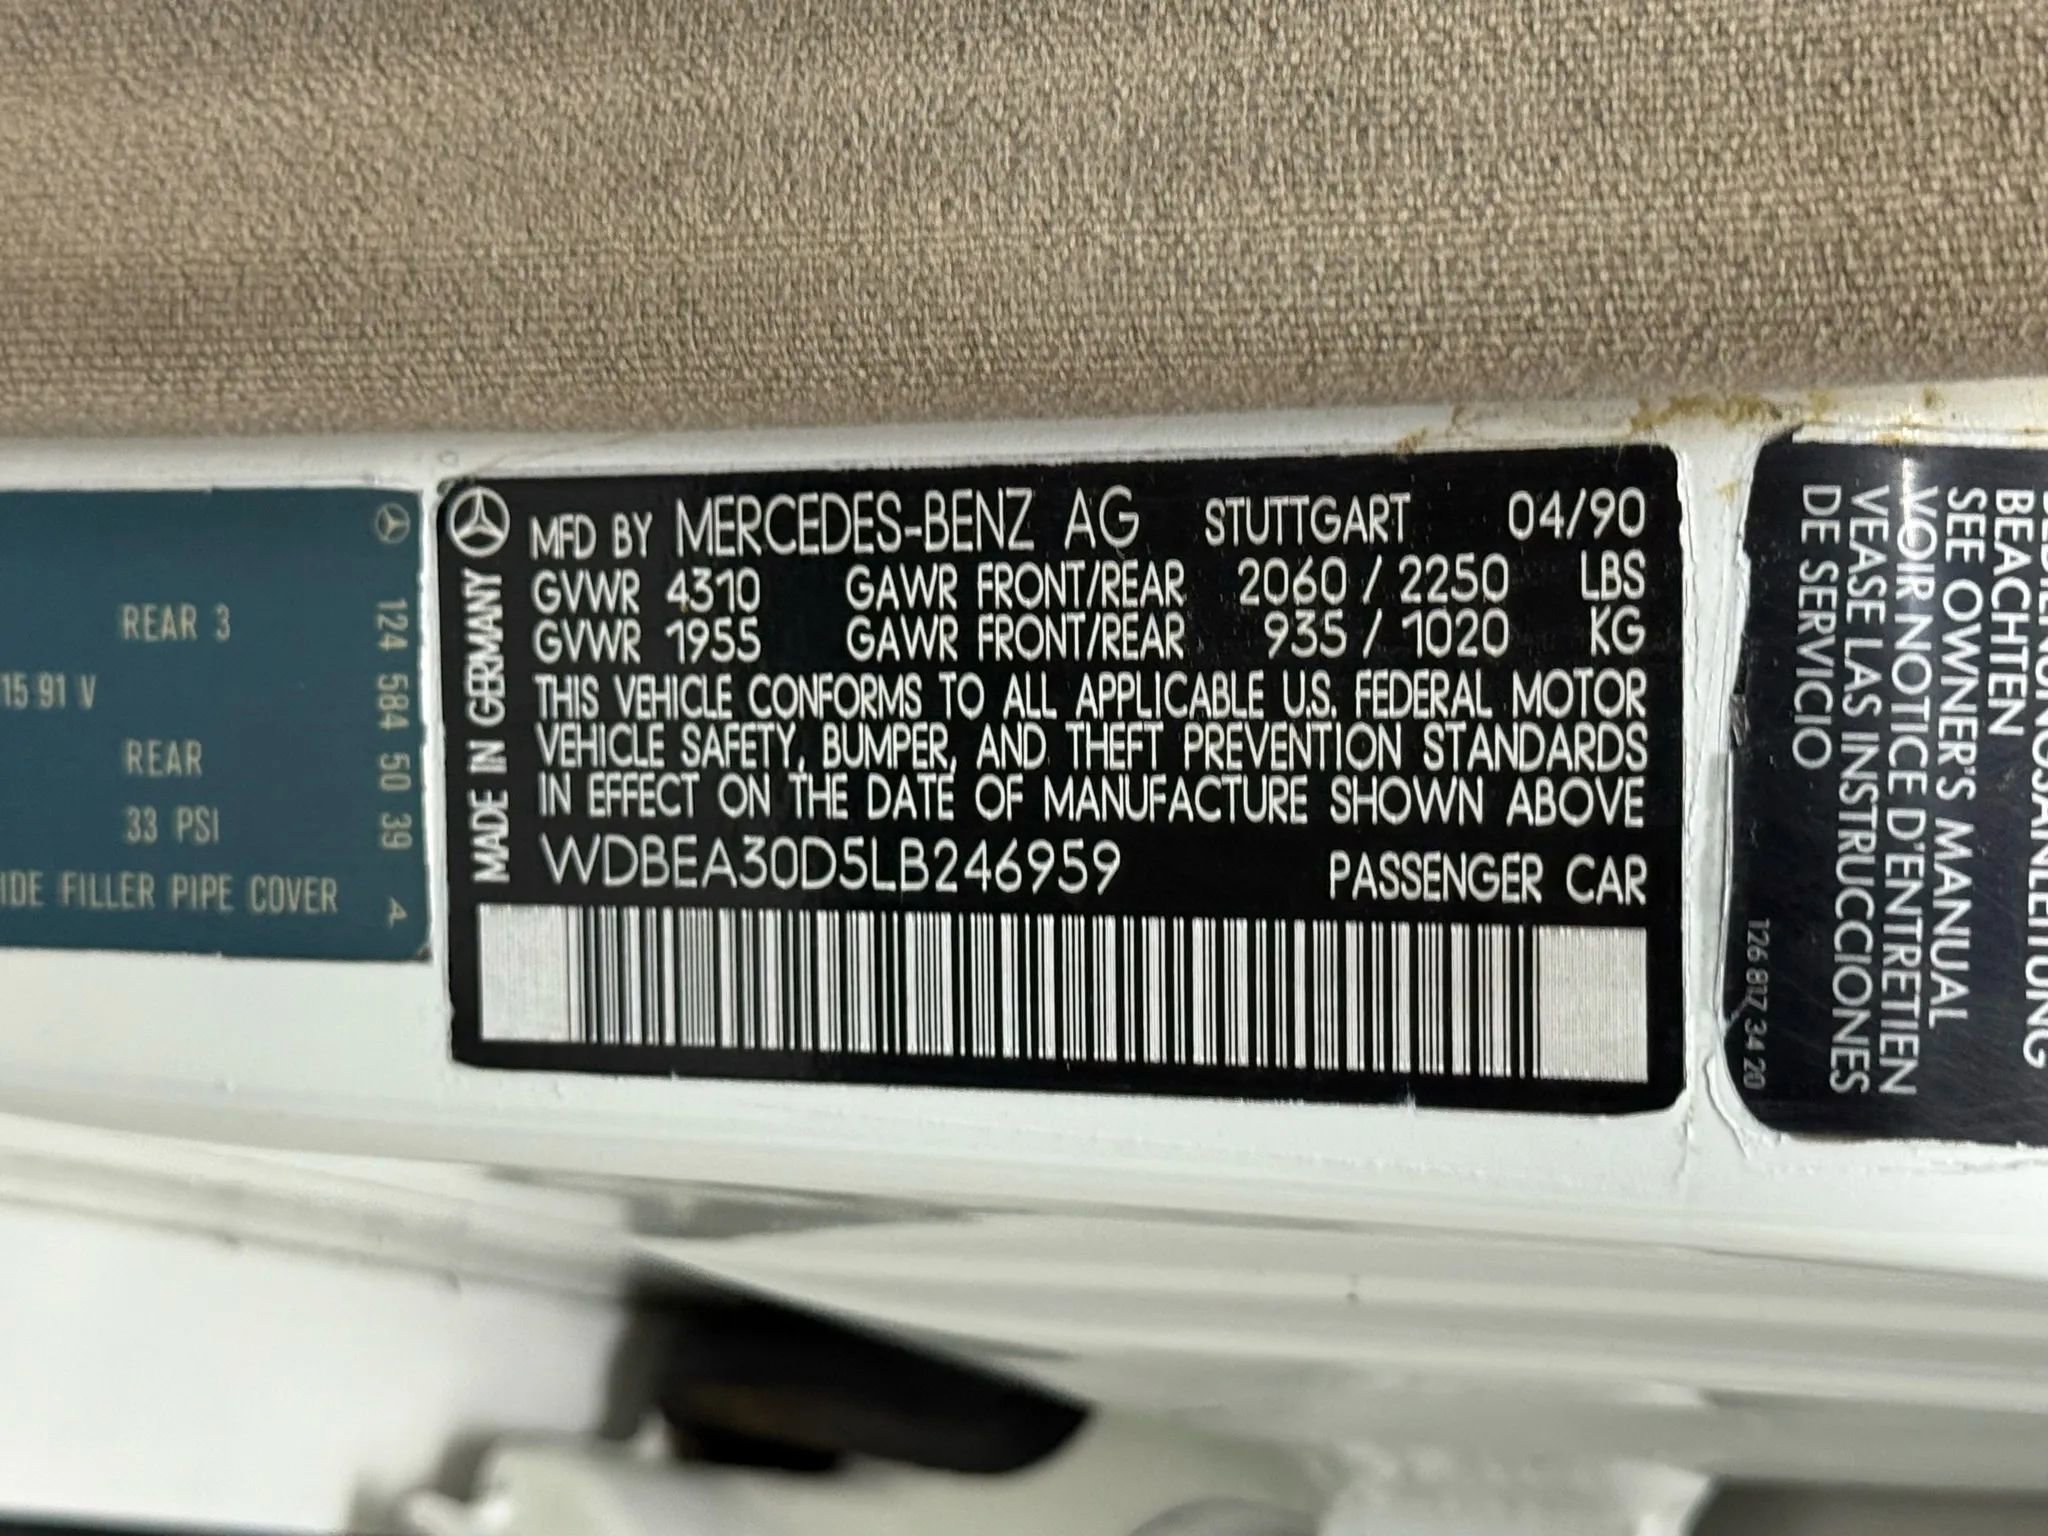 REAR 3
15 91 V
REAR
33 PSI
IDE FILLER PIPE COVER
124 584 50 39 A
MADE IN GERMANY
MFD BY MERCEDES-BENZ AG STUTTGART 04/90
GVWR 4310 GAWR FRONT/REAR 2060 / 2250 LBS
GVWR 1955 GAWR FRONT/REAR 935 / 1020 KG
THIS VEHICLE CONFORMS TO ALL APPLICABLE U.S. FEDERAL MOTOR
VEHICLE SAFETY, BUMPER, AND THEFT PREVENTION STANDARDS
IN EFFECT ON THE DATE OF MANUFACTURE SHOWN ABOVE
WDBEA30D5LB246959 PASSENGER CAR
BEDIENUNGSANLEITUNG
BEACHTEN
SEE OWNER'S MANUAL
VOIR NOTICE D'ENTRETIEN
VEASE LAS INSTRUCCIONES
DE SERVICIO
126 817 34 20